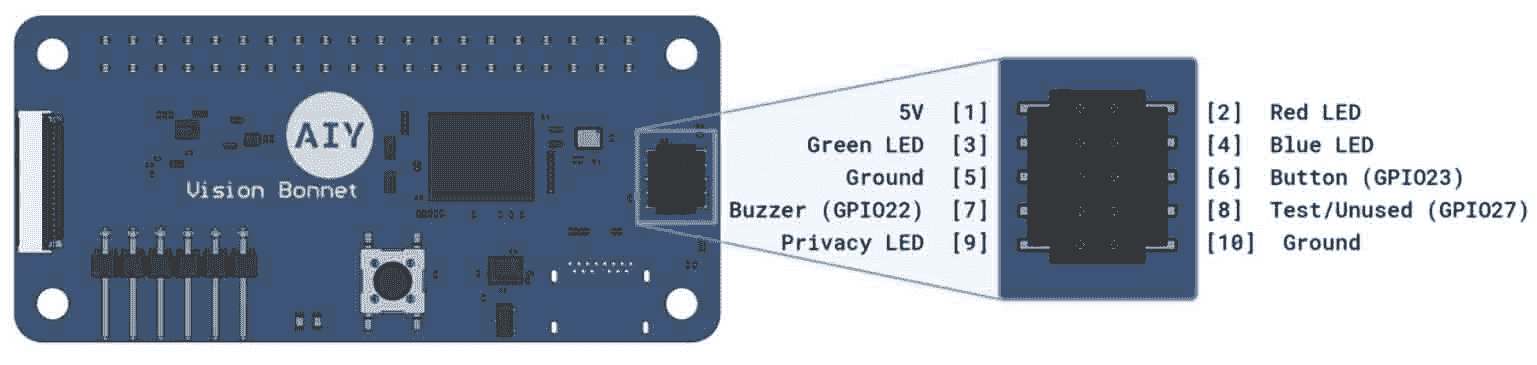 AIY
Vision Bonnet
5V [1]
Green LED [3]
Ground [5]
Buzzer (GPIO22) [7]
Privacy LED [9]
[2] Red LED
[4] Blue LED
[6] Button (GPIO23)
[8] Test/Unused (GPIO27)
[10] Ground